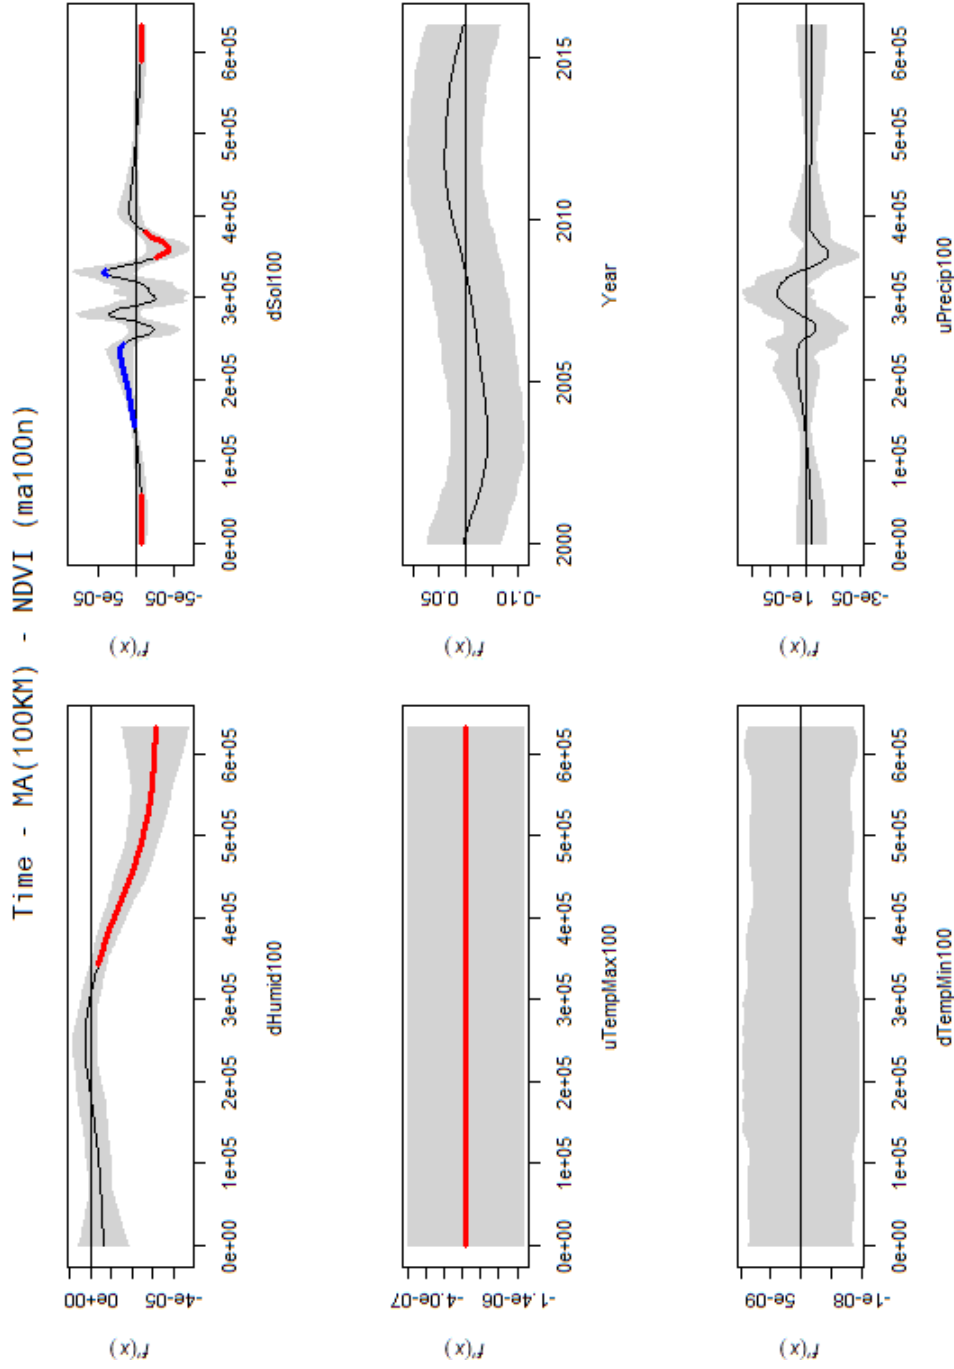 Time - MA(100KM) - NDVI (ma100n)
f'(x)
0e+00
-4e-05
0e+00 1e+05 2e+05 3e+05 4e+05 5e+05 6e+05
dHumid100
f'(x)
5e-05
-5e-05
0e+00 1e+05 2e+05 3e+05 4e+05 5e+05 6e+05
dSol100
f'(x)
-4.0e-07
-1.4e-06
0e+00 1e+05 2e+05 3e+05 4e+05 5e+05 6e+05
uTempMax100
f'(x)
0.05
-0.10
2000 2005 2010 2015
Year
f'(x)
5e-09
-1e-08
0e+00 1e+05 2e+05 3e+05 4e+05 5e+05 6e+05
dTempMin100
f'(x)
1e-05
-3e-05
0e+00 1e+05 2e+05 3e+05 4e+05 5e+05 6e+05
uPrecip100